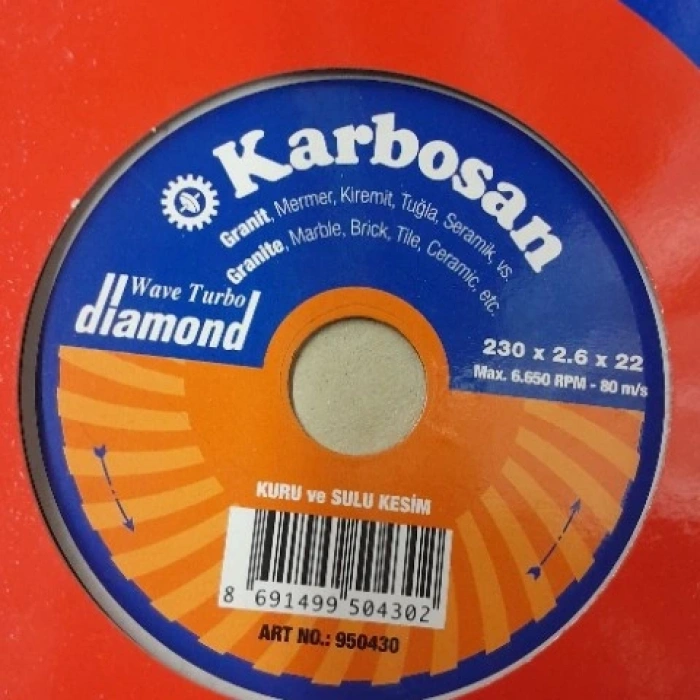 Karbosan
Granit, Mermer, Kiremit, Tuğla, Seramik, vs.
Granite, Marble, Brick, Tile, Ceramic, etc.
Wave Turbo
diamond
230 x 2.6 x 22
Max. 6.650 RPM - 80 m/s
KURU ve SULU KESİM
8 691499 504302
ART NO.: 950430